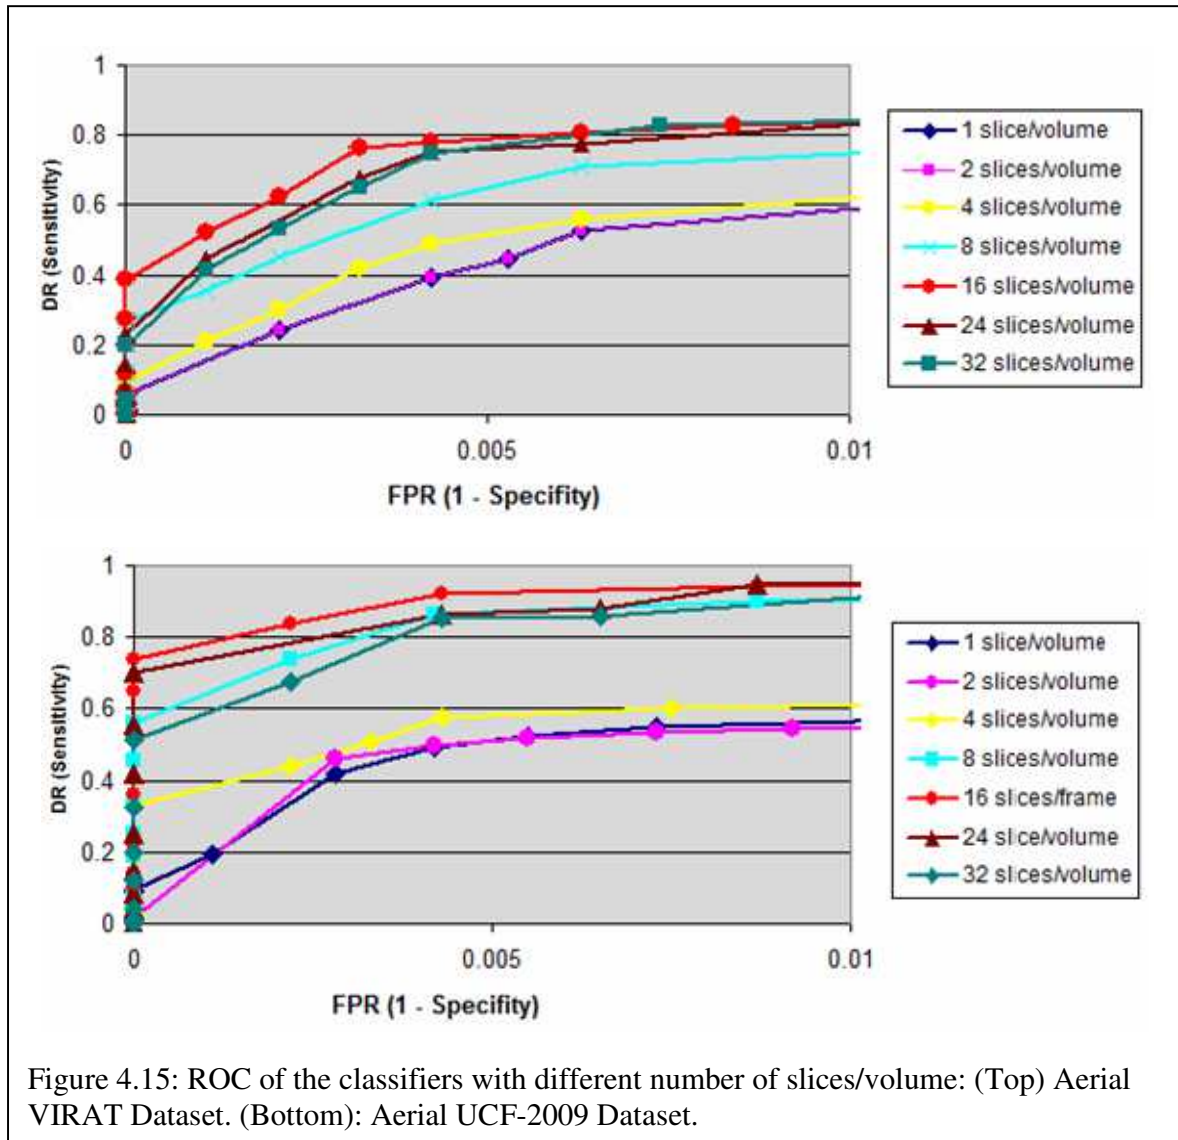 1
0.8
0.6
0.4
0.2
0
DR (Sensitivity)
0
0.005
0.01
FPR (1 - Specifity)
1 slice/volume
2 slices/volume
4 slices/volume
8 slices/volume
16 slices/volume
24 slices/volume
32 slices/volume
1
0.8
0.6
0.4
0.2
0
DR (Sensitivity)
0
0.005
0.01
FPR (1 - Specifity)
1 slice/volume
2 slices/volume
4 slices/volume
8 slices/volume
16 slices/frame
24 slice/volume
32 slices/volume
Figure 4.15: ROC of the classifiers with different number of slices/volume: (Top) Aerial
VIRAT Dataset. (Bottom): Aerial UCF-2009 Dataset.